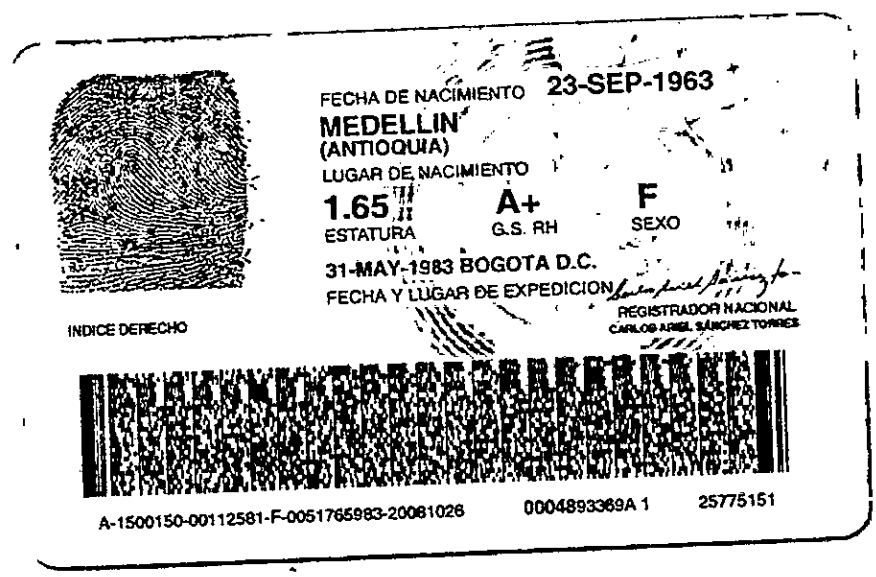 FECHA DE NACIMIENTO 23-SEP-1963
MEDELLIN
(ANTIOQUIA)
LUGAR DE NACIMIENTO
1.65 A+ F
ESTATURA G.S. RH SEXO
31-MAY-1983 BOGOTA D.C.
FECHA Y LUGAR DE EXPEDICION
REGISTRADOR NACIONAL
CARLOS ARIEL SÁNCHEZ TORRES
INDICE DERECHO
A-1500150-00112581-F-0051765983-20081026 0004893369A 1 25775151